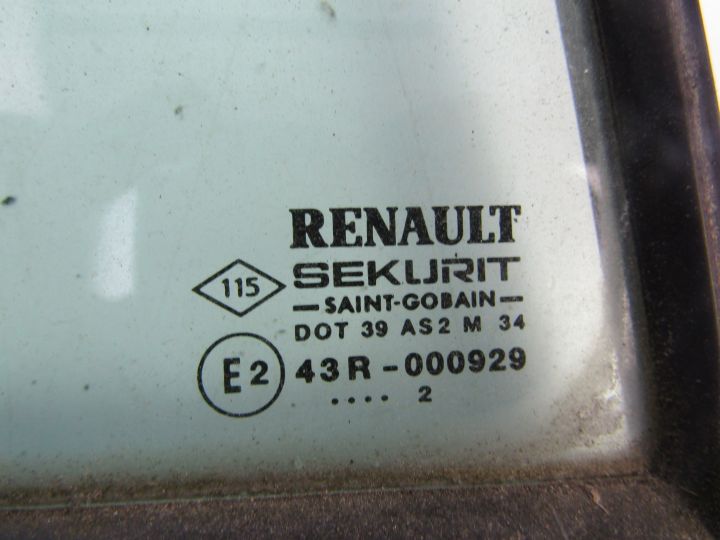 RENAULT
115 SEKURIT
—SAINT-GOBAIN—
DOT 39 AS2 M 34
E2 43R-000929
.... 2